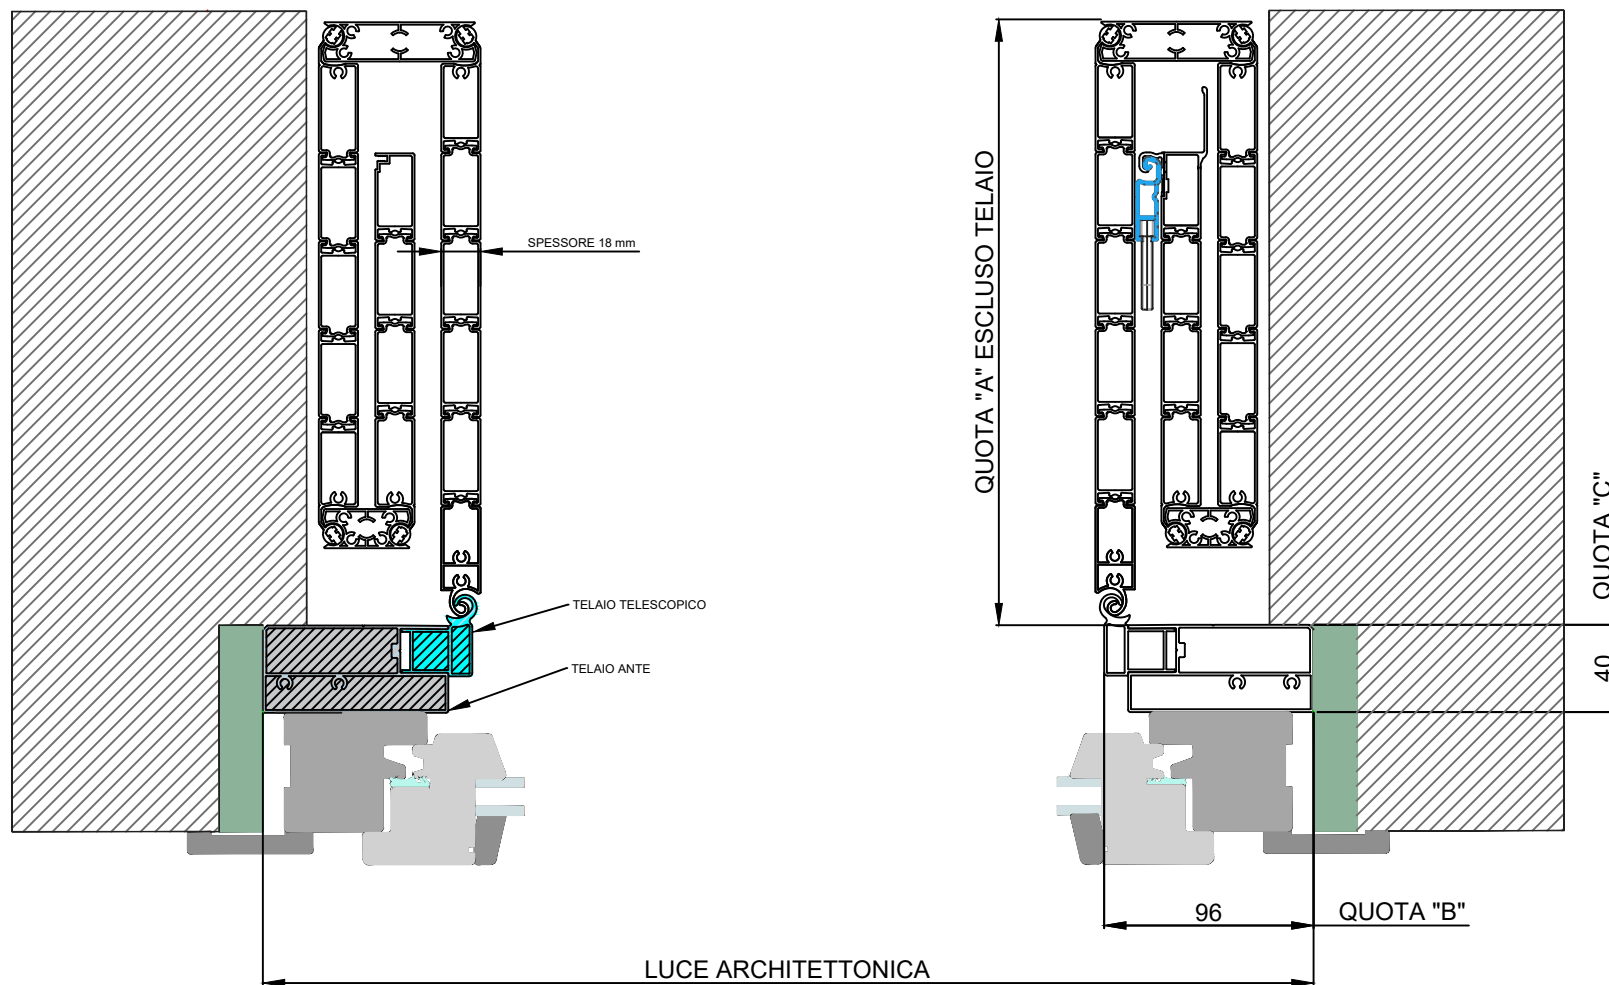 SPESSORE 18 mm
QUOTA "A" ESCLUSO TELAIO
QUOTA "C"
TELAIO TELESCOPICO
40
TELAIO ANTE
96
QUOTA "B"
LUCE ARCHITETTONICA